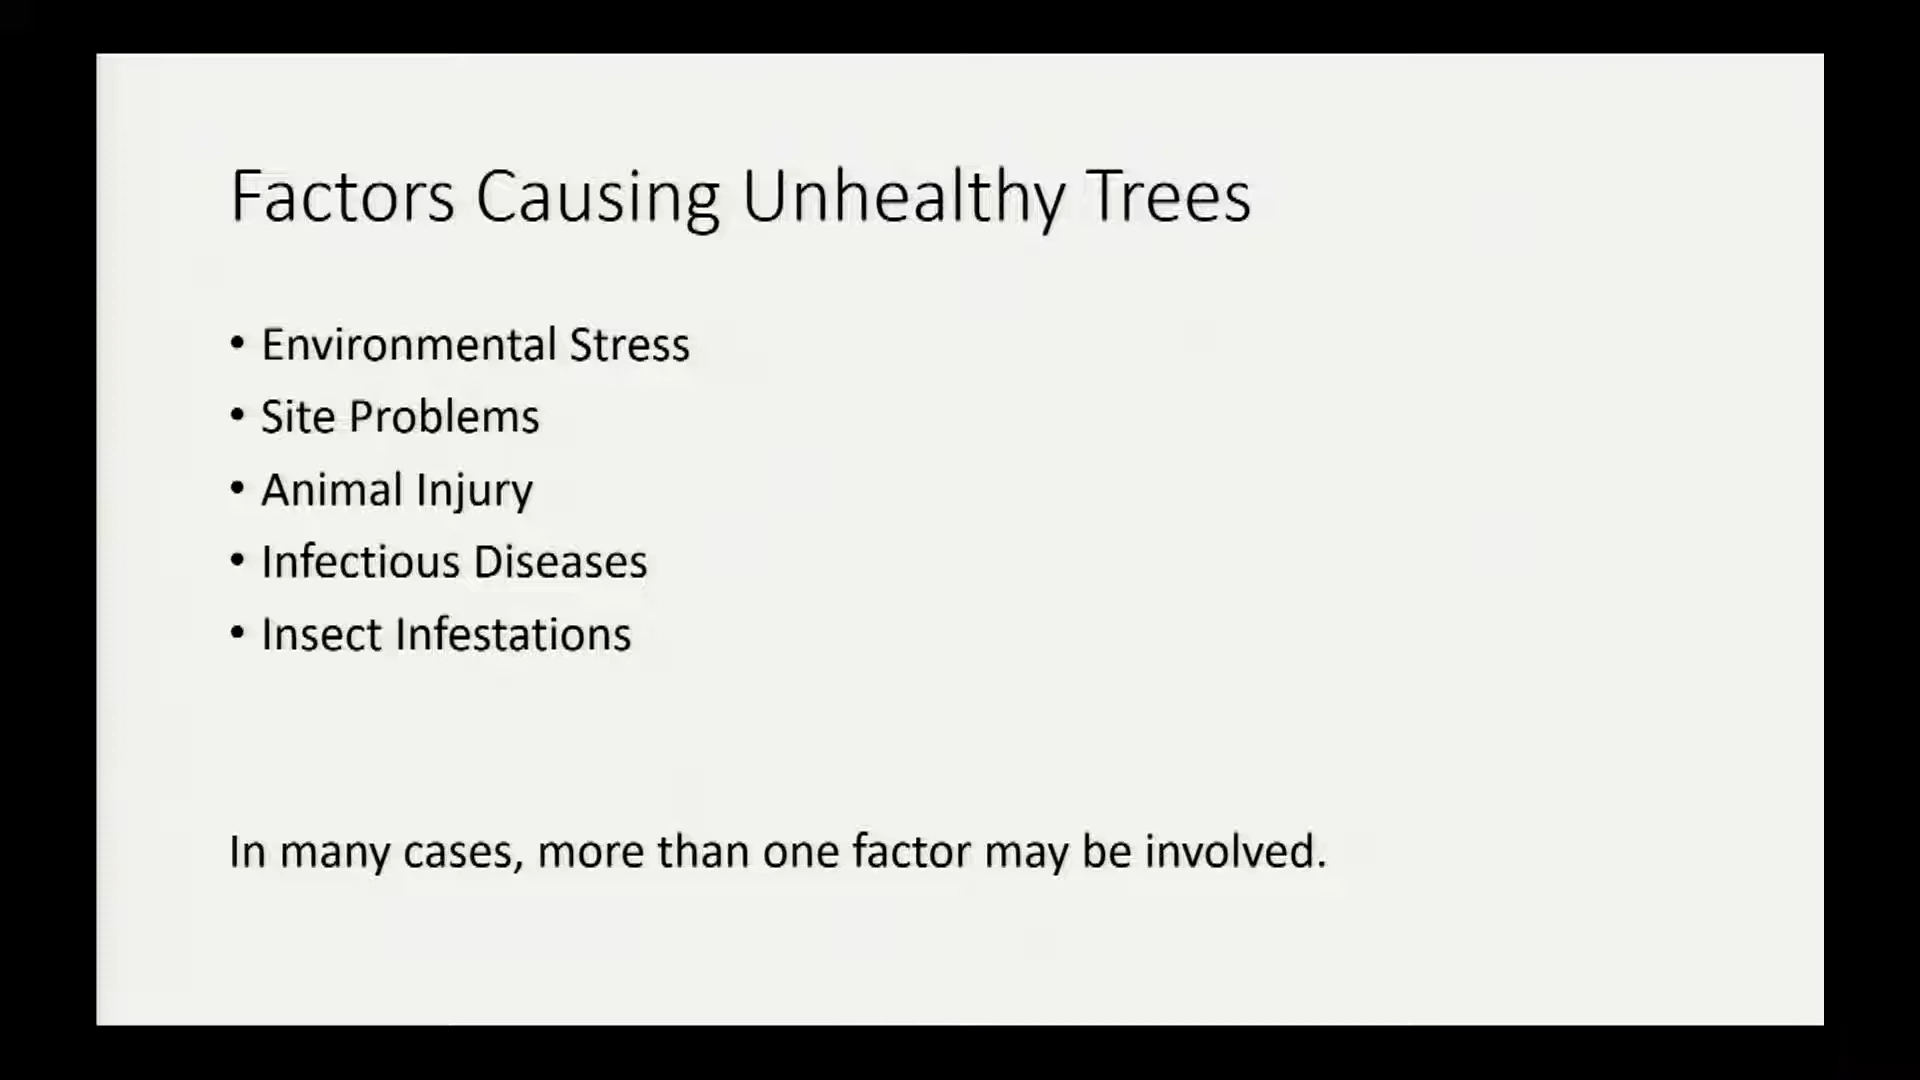 Factors Causing Unhealthy Trees
• Environmental Stress
• Site Problems
• Animal Injury
• Infectious Diseases
• Insect Infestations
In many cases, more than one factor may be involved.